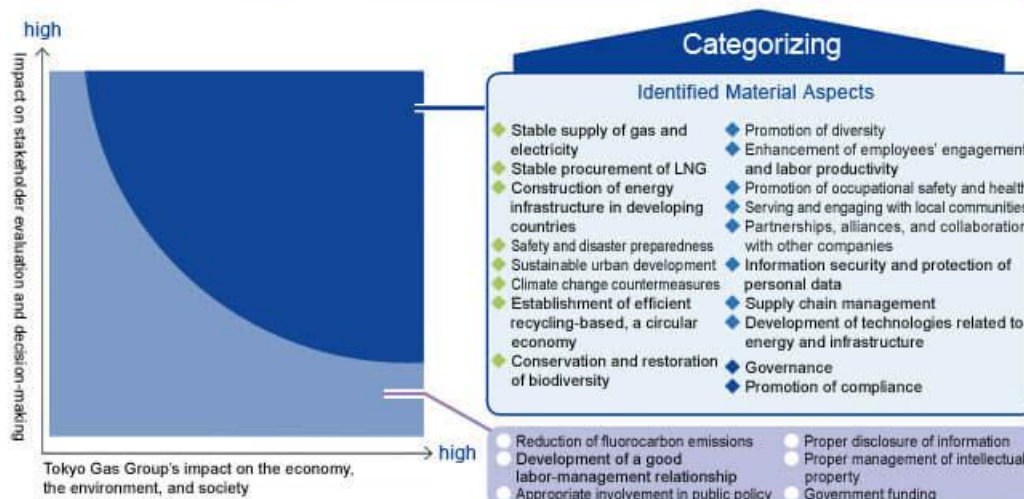 high
Impact on stakeholder evaluation and decision-making
high
Tokyo Gas Group's impact on the economy,
the environment, and society
Categorizing
Identified Material Aspects
Stable supply of gas and
electricity
Stable procurement of LNG
Construction of energy
infrastructure in developing
countries
Safety and disaster preparedness
Sustainable urban development
Climate change countermeasures
Establishment of efficient
recycling-based, a circular
economy
Conservation and restoration
of biodiversity
Promotion of diversity
Enhancement of employees' engagement
and labor productivity
Promotion of occupational safety and health
Serving and engaging with local communities
Partnerships, alliances, and collaboration
with other companies
Information security and protection of
personal data
Supply chain management
Development of technologies related to
energy and infrastructure
Governance
Promotion of compliance
Reduction of fluorocarbon emissions
Development of a good
labor-management relationship
Appropriate involvement in public policy
Proper disclosure of information
Proper management of intellectual
property
Government funding